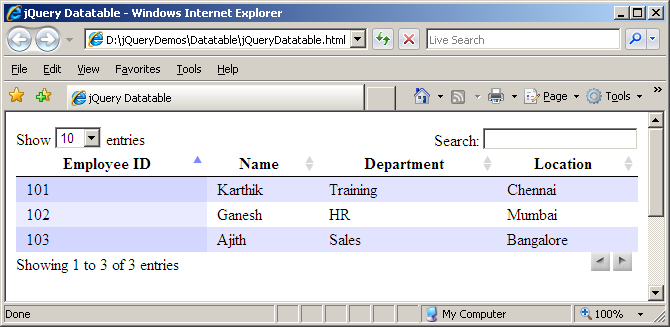 jQuery Datatable - Windows Internet Explorer
D:\jQueryDemos\Datatable\jQueryDatatable.html
Live Search
File Edit View Favorites Tools Help
jQuery Datatable
Page Tools
Show 10 entries
Search:
Employee ID Name Department Location
101 Karthik Training Chennai
102 Ganesh HR Mumbai
103 Ajith Sales Bangalore
Showing 1 to 3 of 3 entries
Done My Computer 100%